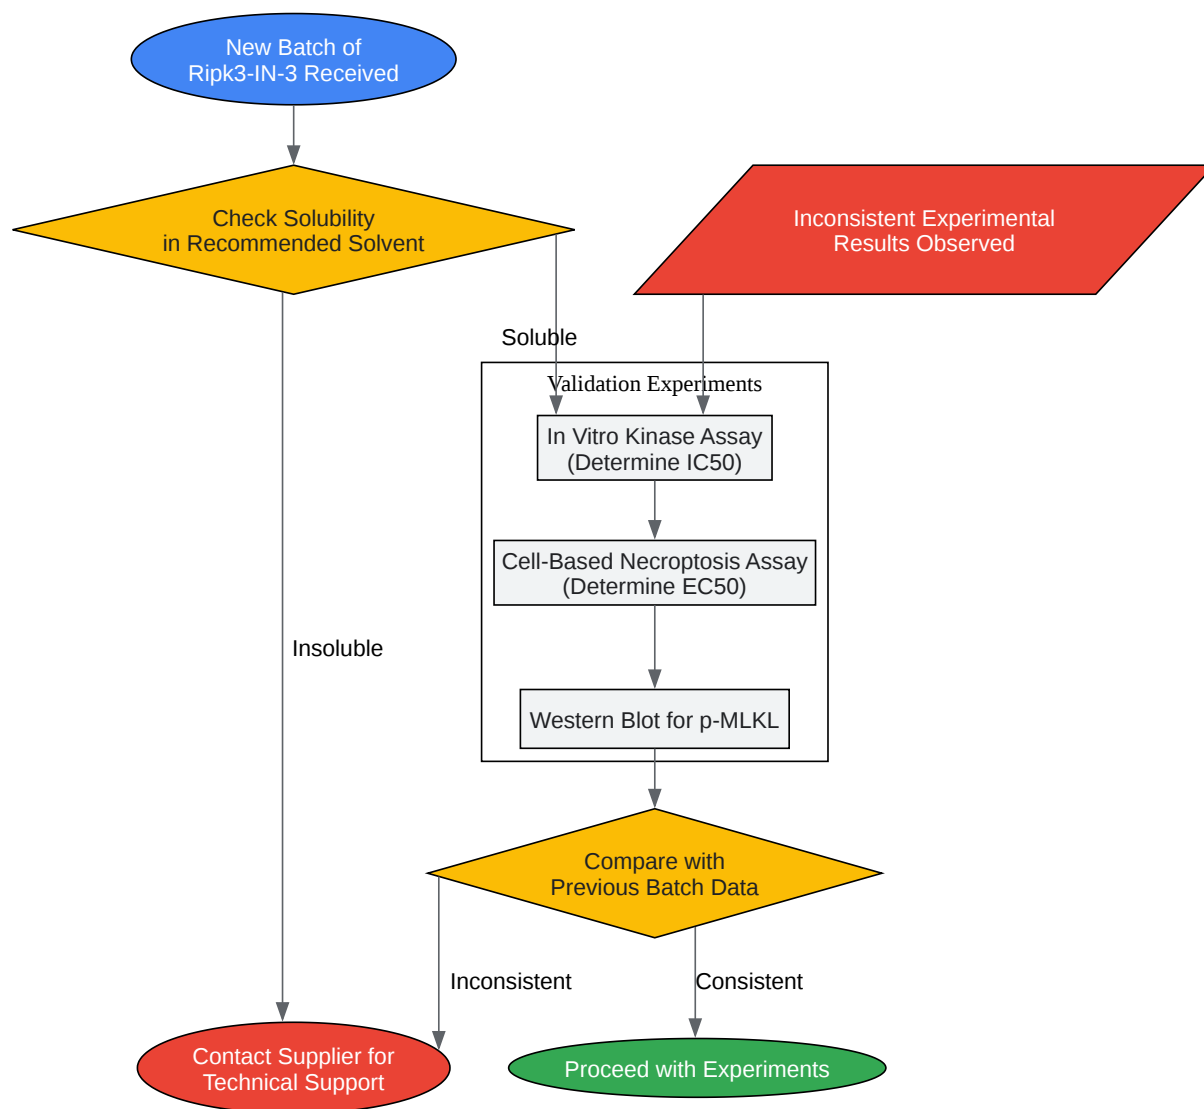 New Batch of
Ripk3-IN-3 Received
Check Solubility
in Recommended Solvent
Inconsistent Experimental
Results Observed
Soluble
Validation Experiments
In Vitro Kinase Assay
(Determine IC50)
Cell-Based Necroptosis Assay
(Determine EC50)
Insoluble
Western Blot for p-MLKL
Compare with
Previous Batch Data
Inconsistent
Consistent
Contact Supplier for
Technical Support
Proceed with Experiments